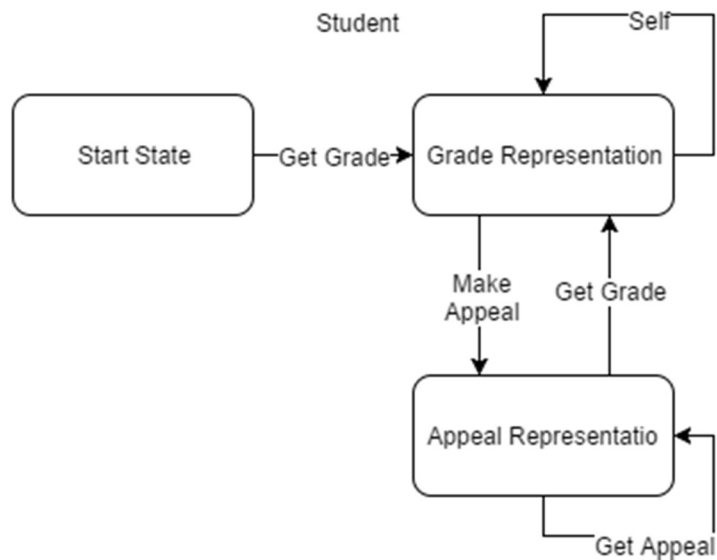 Student
Self
Start State
Get Grade
Grade Representation
Make
Appeal
Get Grade
Appeal Representatio
Get Appeal